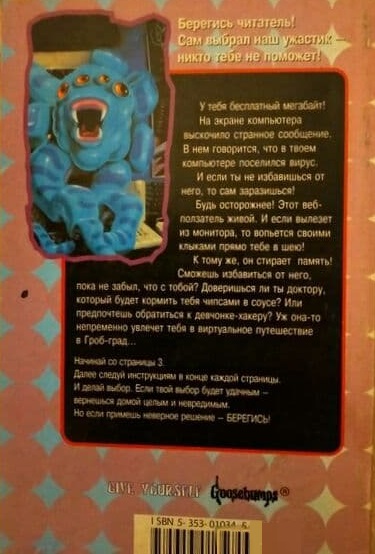 Берегись читатель!
Сам выбрал наш ужастик –
никто тебе не поможет!
У тебя бесплатный мегабайт!
На экране компьютера
выскочило странное сообщение.
В нем говорится, что в твоем
компьютере поселился вирус.
И если ты не избавишься от
него, то сам заразишься!
Будь осторожнее! Этот веб-
ползатель живой. И если вылезет
из монитора, то вопьется своими
клыками прямо тебе в шею!
К тому же, он стирает память!
Сможешь избавиться от него,
пока не забыл, что с тобой? Доверишься ли ты доктору,
который будет кормить тебя чипсами в соусе? Или
предпочтешь обратиться к девчонке-хакеру? Уж она-то
непременно увлечет тебя в виртуальное путешествие
в Гроб-град...
Начинай со страницы 3.
Далее следуй инструкциям в конце каждой страницы.
И делай выбор. Если твой выбор будет удачным –
вернешься домой целым и невредимым.
Но если примешь неверное решение – БЕРЕГИСЬ!
GIVE YOURSELF Goosebumps®
ISBN 5-353-01034-5